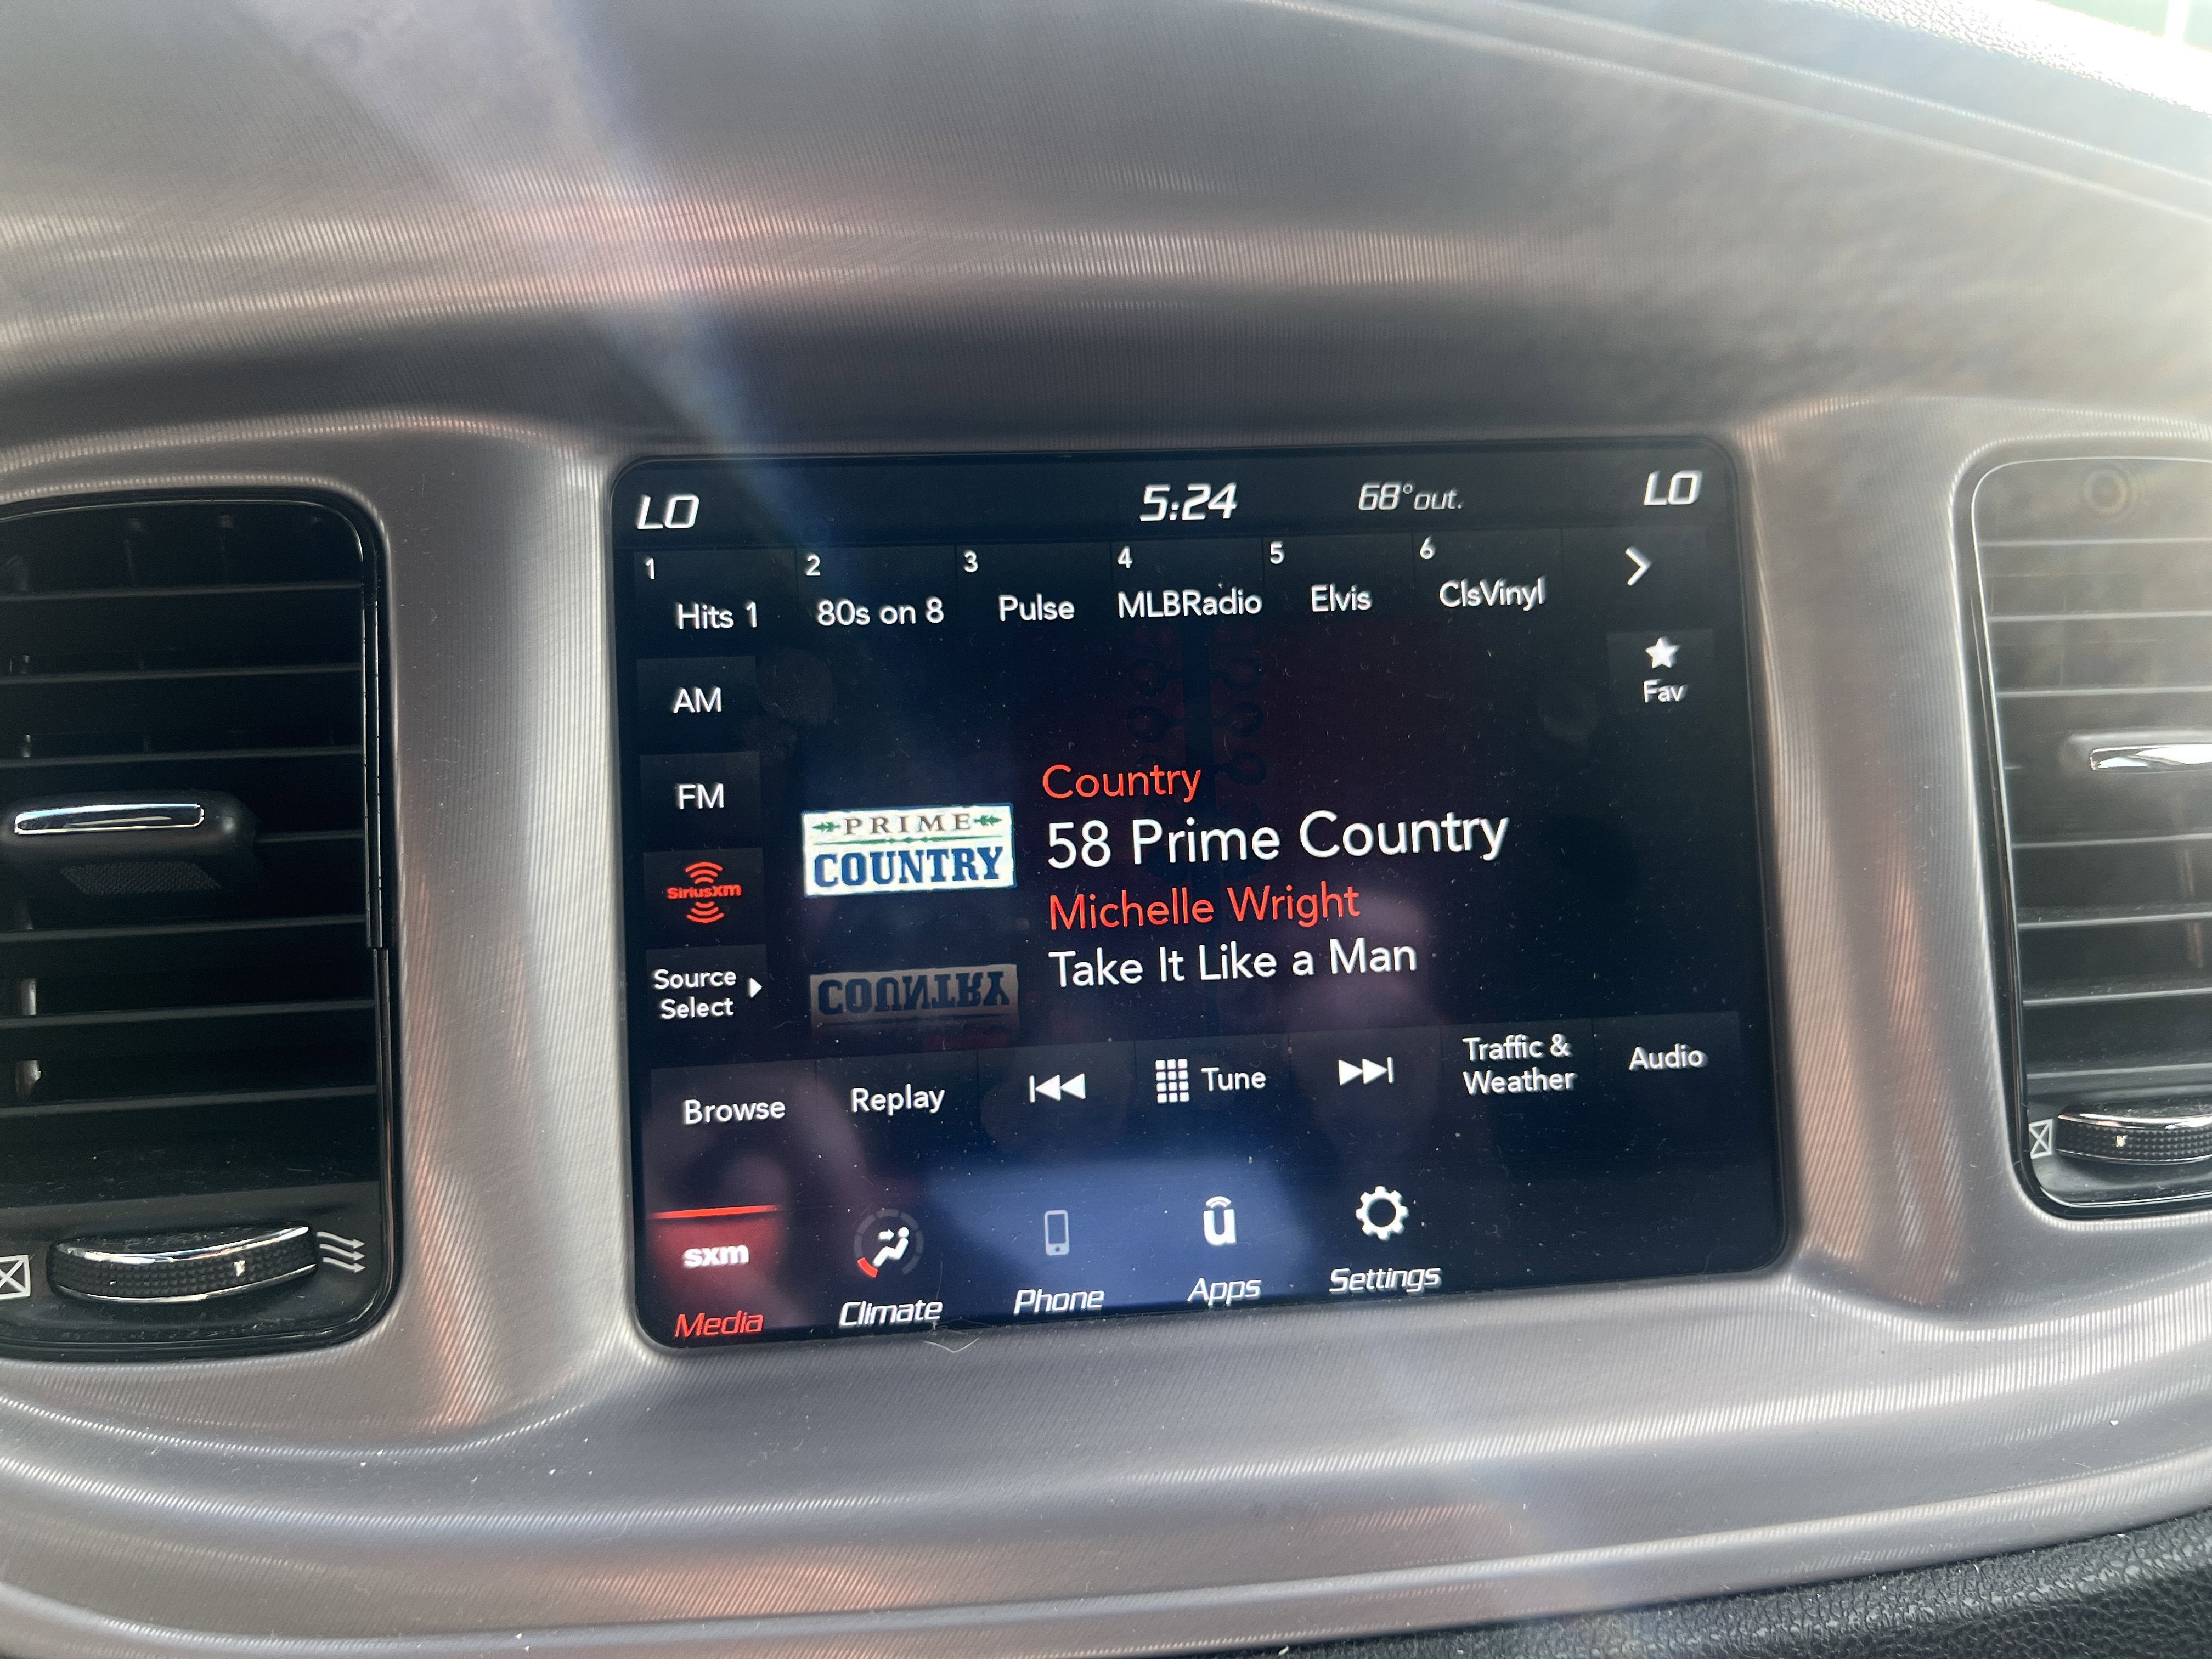 LO 5:24 68° out. LO
1 2 3 4 5 6
Hits 1 80s on 8 Pulse MLBRadio Elvis ClsVinyl
AM
Fav
FM
PRIME
COUNTRY
Country
58 Prime Country
Michelle Wright
Take It Like a Man
SiriusXm
Source
Select
COUNTRY
Browse Replay Tune Traffic &
Weather Audio
sxm
Media Climate Phone Apps Settings